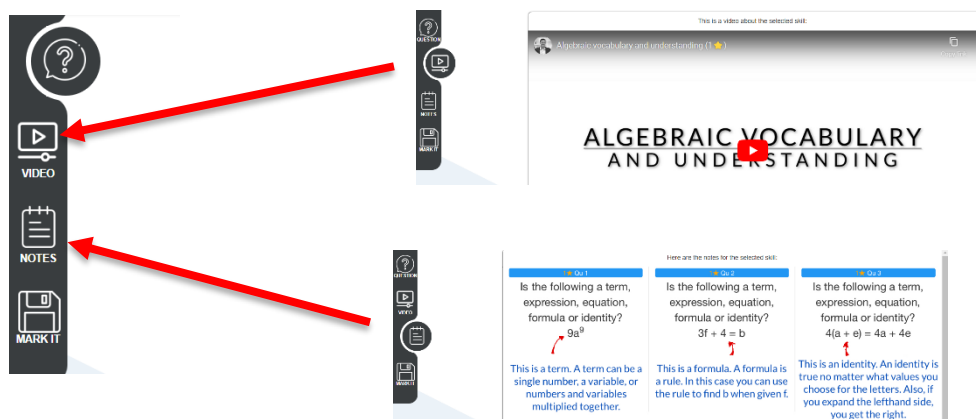 VIDEO
NOTES
MARK IT
QUESTION
NOTES
MARK IT
This is a video about the selected skill:
Algebraic vocabulary and understanding (1 ⭐)
ALGEBRAIC VOCABULARY
AND UNDERSTANDING
QUESTION
VIDEO
MARK IT
Here are the notes for the selected skill:
1⭐ Qu 1
Is the following a term,
expression, equation,
formula or identity?
9a⁹
This is a term. A term can be a
single number, a variable, or
numbers and variables
multiplied together.
1⭐ Qu 2
Is the following a term,
expression, equation,
formula or identity?
3f + 4 = b
This is a formula. A formula is
a rule. In this case you can use
the rule to find b when given f.
1⭐ Qu 3
Is the following a term,
expression, equation,
formula or identity?
4(a + e) = 4a + 4e
This is an identity. An identity is
true no matter what values you
choose for the letters. Also, if
you expand the lefthand side,
you get the right.